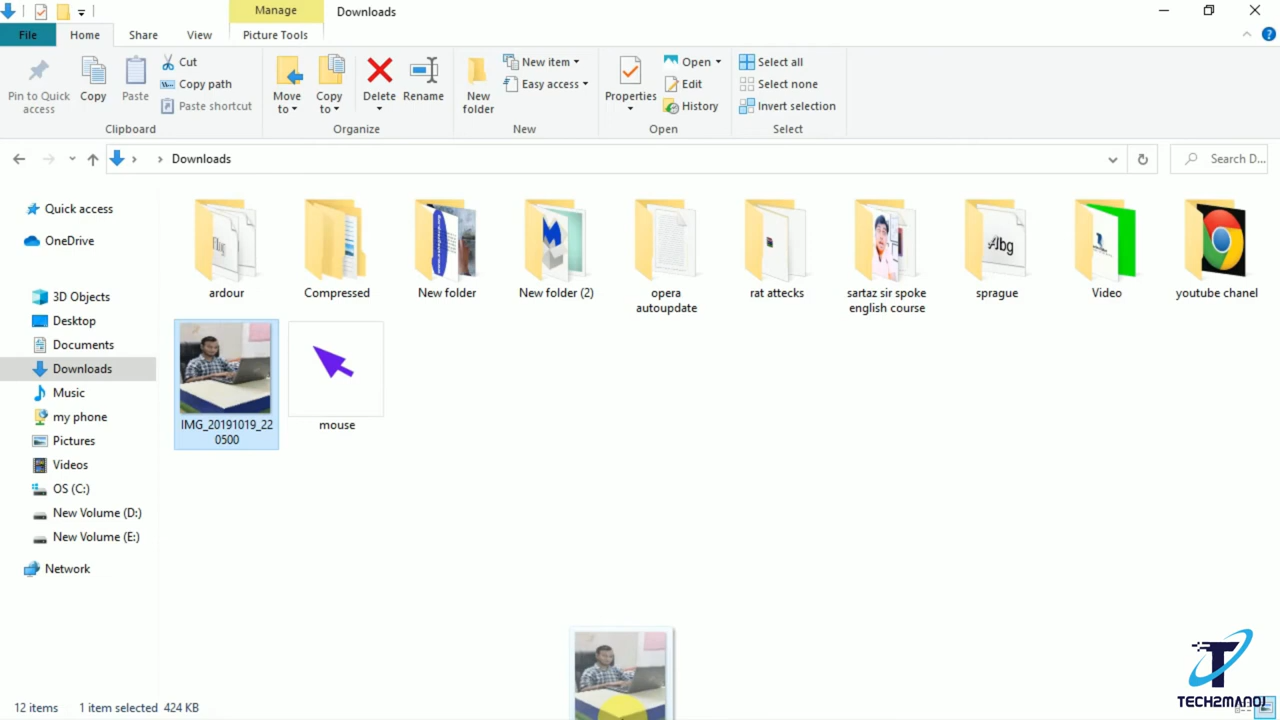 Manage
Downloads
File
Home
Share
View
Picture Tools
Pin to Quick
access
Copy
Paste
Cut
Copy path
Paste shortcut
Clipboard
Move
to
Copy
to
Delete
Rename
Organize
New
folder
New item
Easy access
New
Properties
Open
Edit
History
Open
Select all
Select none
Invert selection
Select
Downloads
Search D...
Quick access
OneDrive
3D Objects
Desktop
Documents
Downloads
Music
my phone
Pictures
Videos
OS (C:)
New Volume (D:)
New Volume (E:)
Network
ardour
Compressed
New folder
New folder (2)
opera
autoupdate
rat attecks
sartaz sir spoke
english course
sprague
Video
youtube chanel
IMG_20191019_22
0500
mouse
12 items
1 item selected 424 KB
TECH2MANOJ